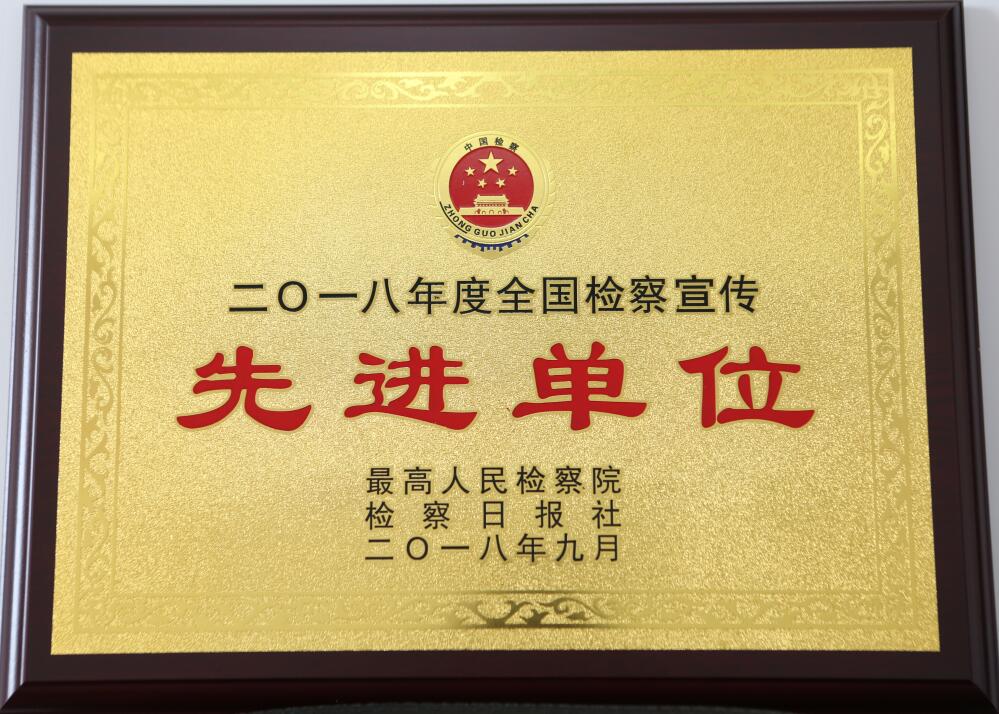 中国检察
ZHONG GUO JIAN CHA
二〇一八年度全国检察宣传
先进单位
最高人民检察院
检察日报社
二〇一八年九月